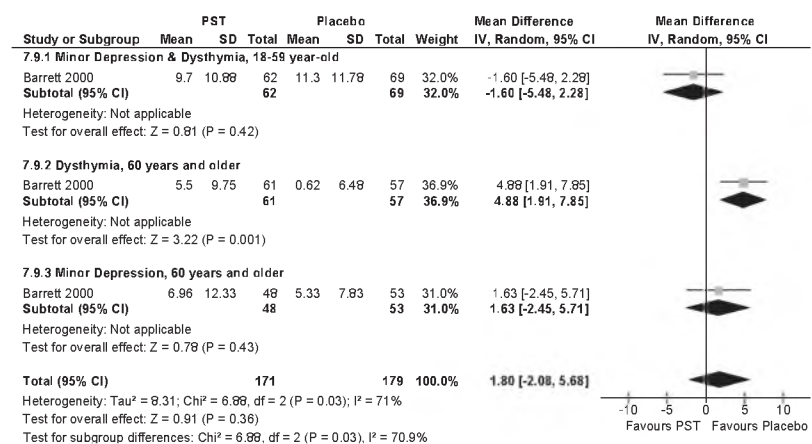 PST Placebo Mean Difference Mean Difference
Study or Subgroup Mean SD Total Mean SD Total Weight IV, Random, 95% CI IV, Random, 95% CI
7.9.1 Minor Depression & Dysthymia, 18-59 year-old
Barrett 2000 9.7 10.88 62 11.3 11.78 69 32.0% -1.60 [-5.48, 2.28]
Subtotal (95% CI) 62 69 32.0% -1.60 [-5.48, 2.28]
Heterogeneity: Not applicable
Test for overall effect: Z = 0.81 (P = 0.42)
7.9.2 Dysthymia, 60 years and older
Barrett 2000 5.5 9.75 61 0.62 6.48 57 36.9% 4.88 [1.91, 7.85]
Subtotal (95% CI) 61 57 36.9% 4.88 [1.91, 7.85]
Heterogeneity: Not applicable
Test for overall effect: Z = 3.22 (P = 0.001)
7.9.3 Minor Depression, 60 years and older
Barrett 2000 6.96 12.33 48 5.33 7.83 53 31.0% 1.63 [-2.45, 5.71]
Subtotal (95% CI) 48 53 31.0% 1.63 [-2.45, 5.71]
Heterogeneity: Not applicable
Test for overall effect: Z = 0.78 (P = 0.43)
Total (95% CI) 171 179 100.0% 1.80 [-2.08, 5.68]
Heterogeneity: Tau² = 8.31; Chi² = 6.88, df = 2 (P = 0.03); I² = 71%
Test for overall effect: Z = 0.91 (P = 0.36)
Test for subgroup differences: Chi² = 6.88, df = 2 (P = 0.03), I² = 70.9%
-10 -5 0 5 10
Favours PST Favours Placebo